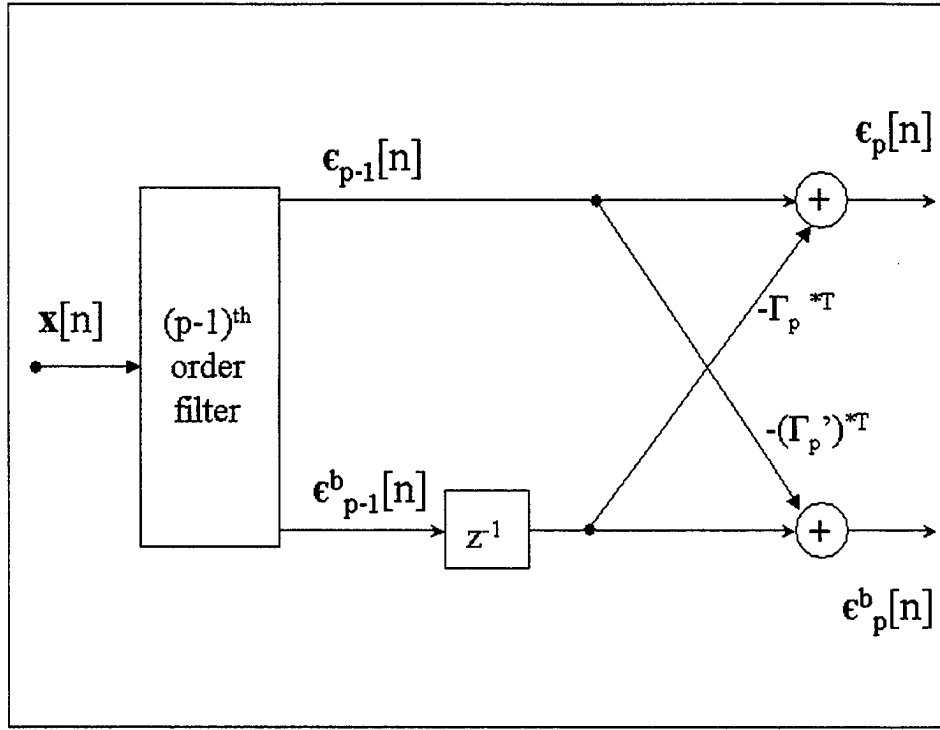 ϵₚ[n]
ϵₚ₋₁[n]
+
x[n]
(p-1)ᵗʰ
order
filter
-Γₚ *ᵀ
-(Γₚ’)*ᵀ
ϵᵇₚ₋₁[n]
z⁻¹
+
ϵᵇₚ[n]